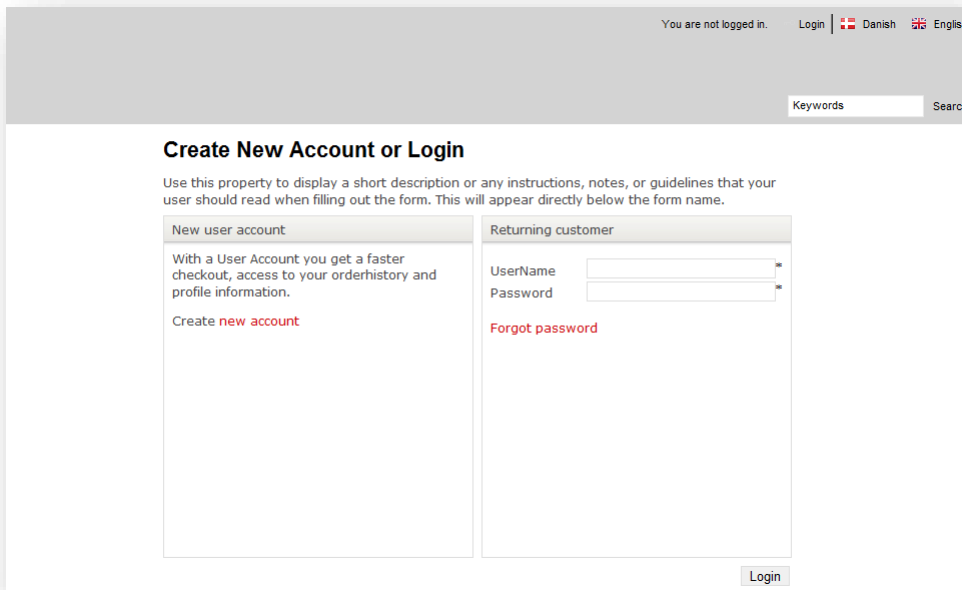 You are not logged in. Login Danish Englis
Keywords Searc
Create New Account or Login
Use this property to display a short description or any instructions, notes, or guidelines that your
user should read when filling out the form. This will appear directly below the form name.
New user account
With a User Account you get a faster
checkout, access to your orderhistory and
profile information.
Create new account
Returning customer
UserName *
Password *
Forgot password
Login